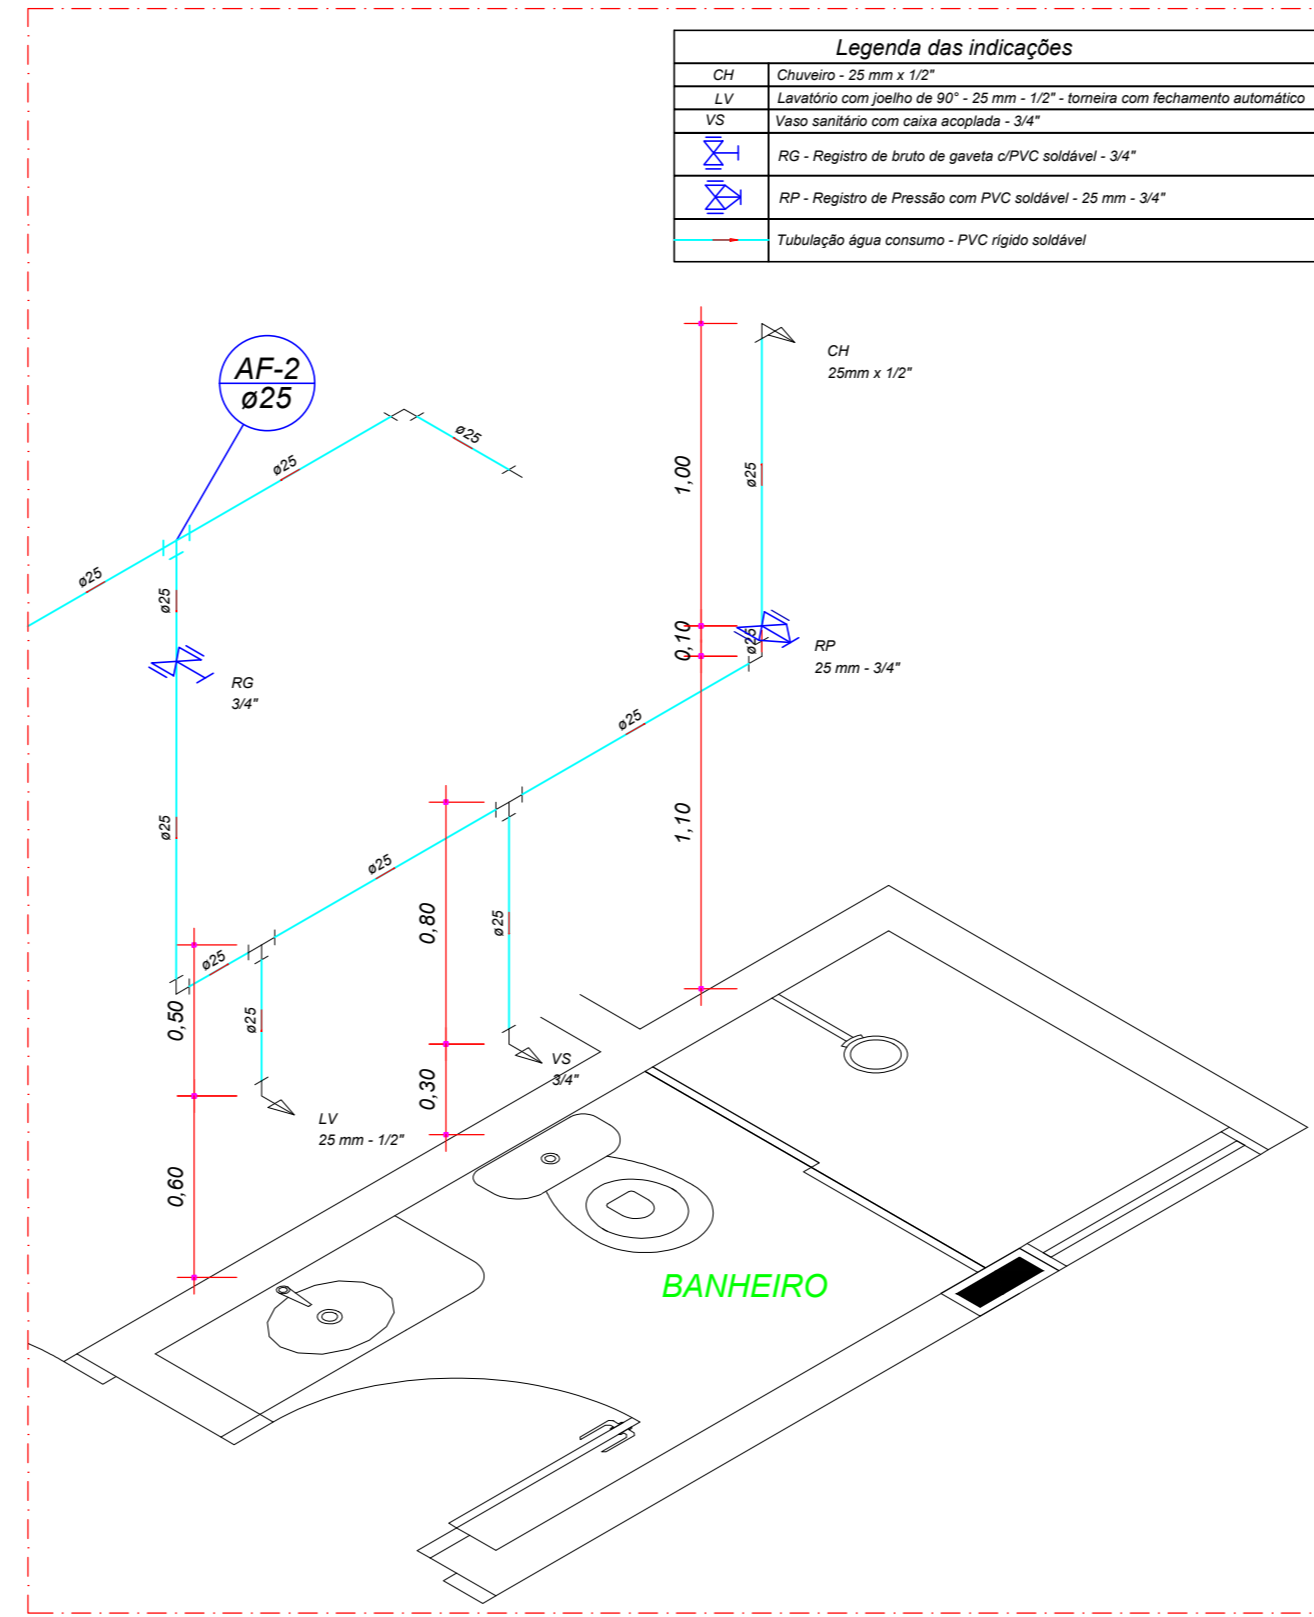 Legenda das indicações
CH Chuveiro - 25 mm x 1/2"
LV Lavatório com joelho de 90° - 25 mm - 1/2" - torneira com fechamento automático
VS Vaso sanitário com caixa acoplada - 3/4"
RG - Registro de bruto de gaveta c/PVC soldável - 3/4"
RP - Registro de Pressão com PVC soldável - 25 mm - 3/4"
Tubulação água consumo - PVC rígido soldável
AF-2
ø25
CH
25mm x 1/2"
ø25
ø25
1,00
ø25
ø25
ø25
0,10
ø25
RP
25 mm - 3/4"
RG
3/4"
ø25
1,10
ø25
ø25
0,80
ø25
ø25
0,50
ø25
VS
3/4"
0,30
LV
25 mm - 1/2"
0,60
BANHEIRO